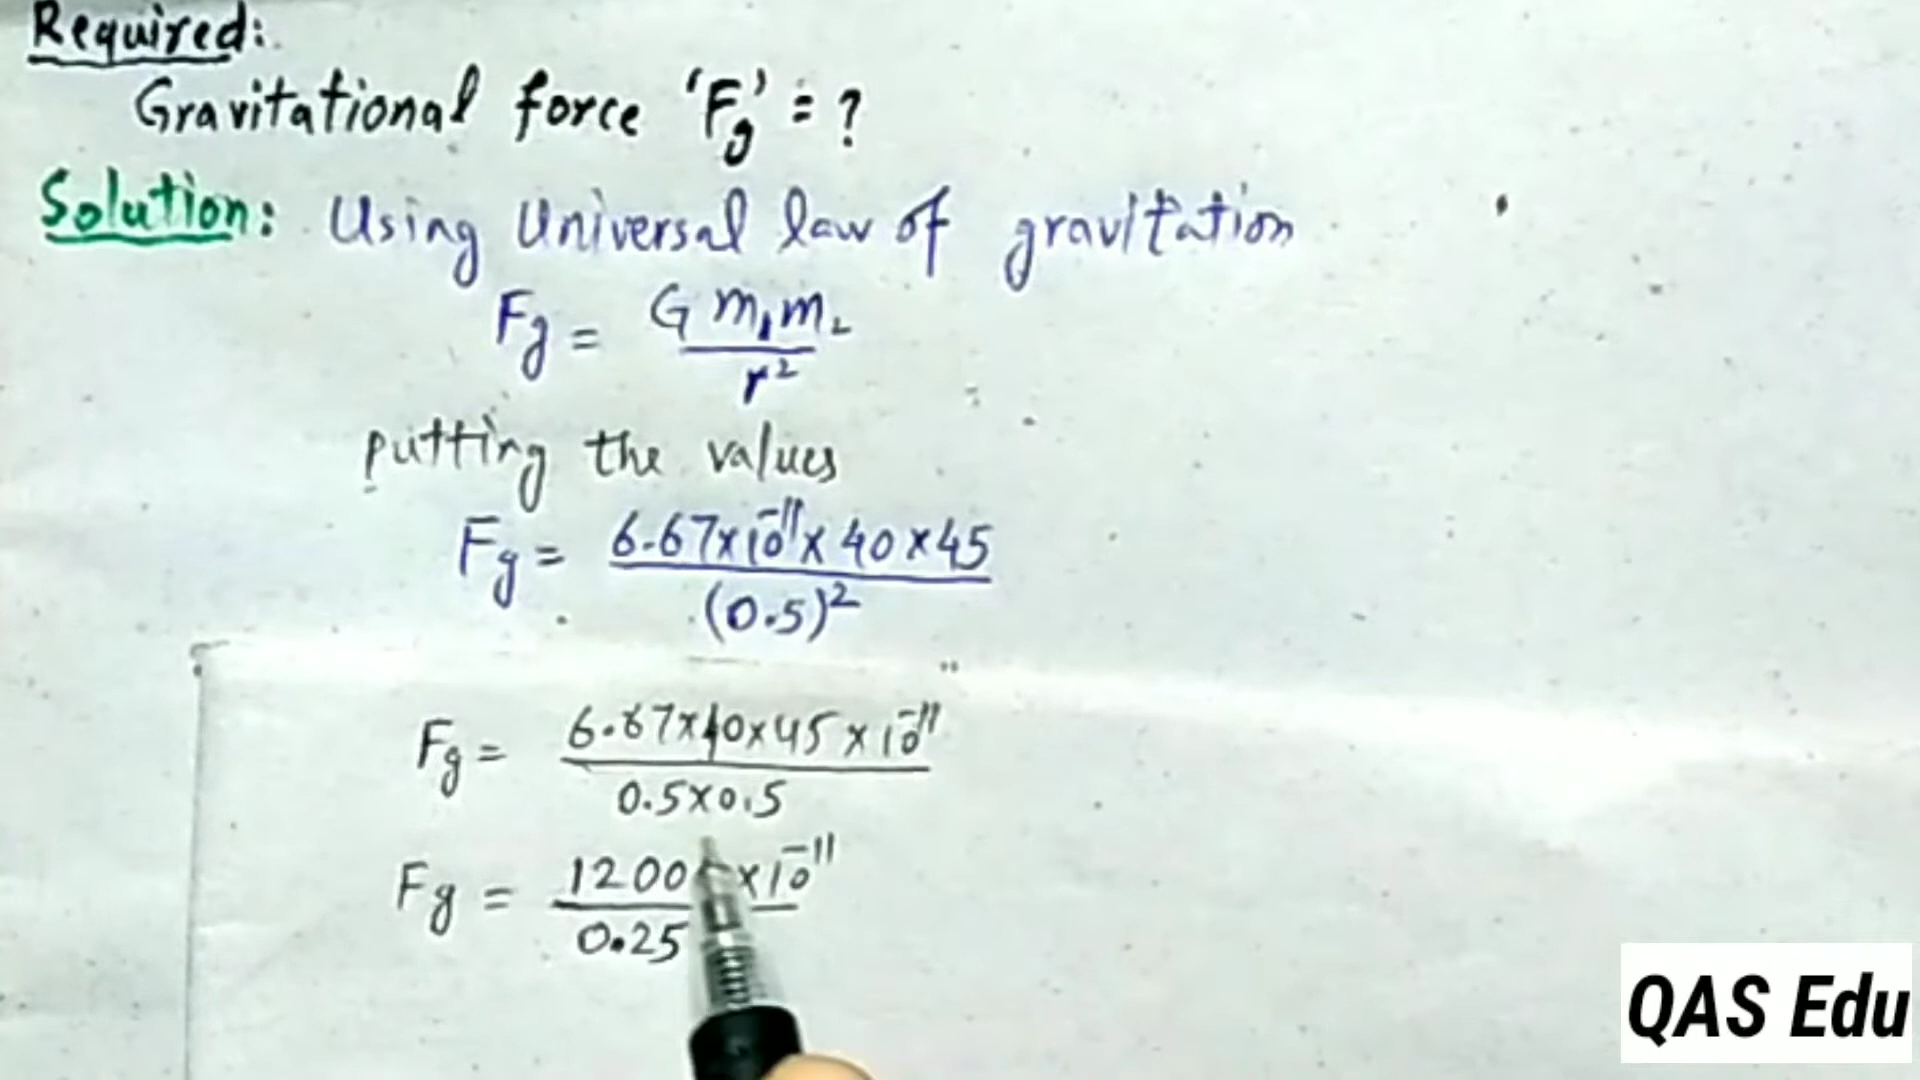 Required:
Gravitational force 'Fg' = ?
Solution: Using Universal law of gravitation
Fg = G m₁m₂
r²
putting the values
Fg = 6.67×10⁻¹¹×40×45
(0.5)²
Fg = 6.67×40×45×10⁻¹¹
0.5×0.5
Fg = 1200 ×10⁻¹¹
0.25
QAS Edu